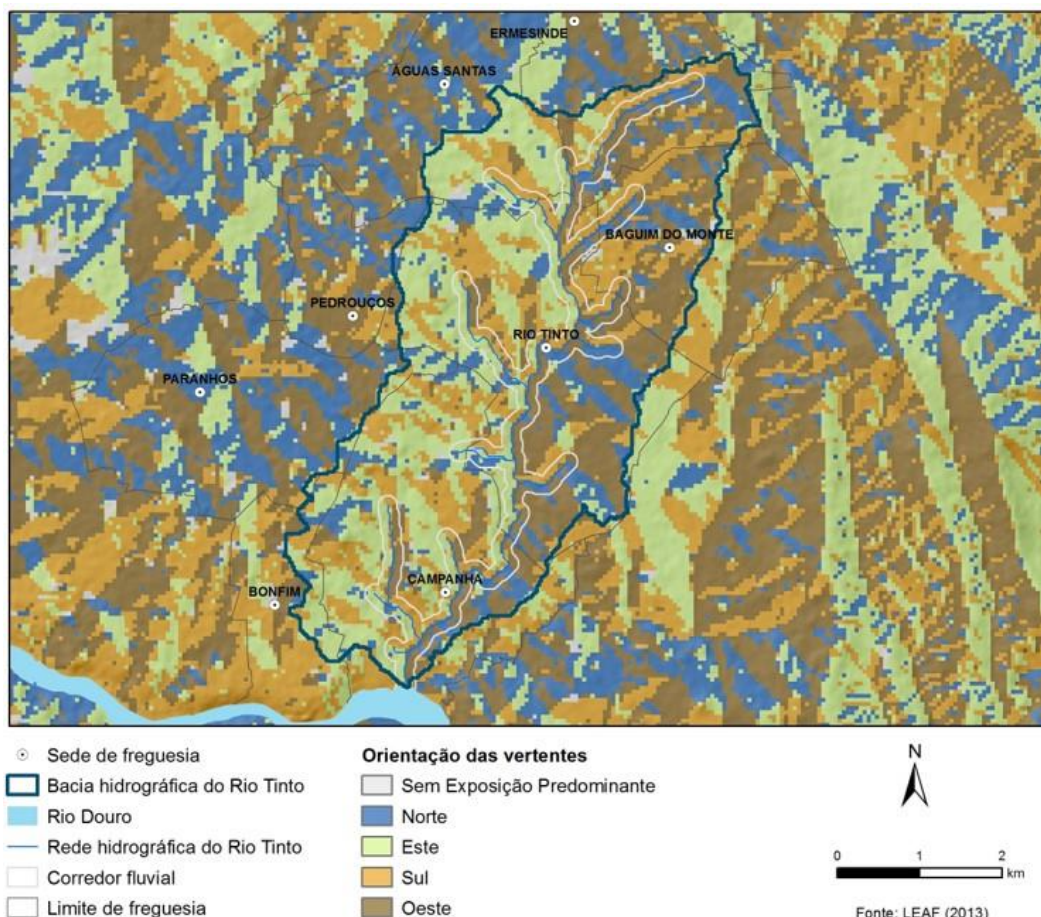 ERMESINDE
ÁGUAS SANTAS
BAGUIM DO MONTE
PEDROUÇOS
RIO TINTO
PARANHOS
CAMPANHÃ
BONFIM
Sede de freguesia
Bacia hidrográfica do Rio Tinto
Rio Douro
Rede hidrográfica do Rio Tinto
Corredor fluvial
Limite de freguesia
Orientação das vertentes
Sem Exposição Predominante
Norte
Este
Sul
Oeste
N
0 1 2
km
Fonte: LEAF (2013)